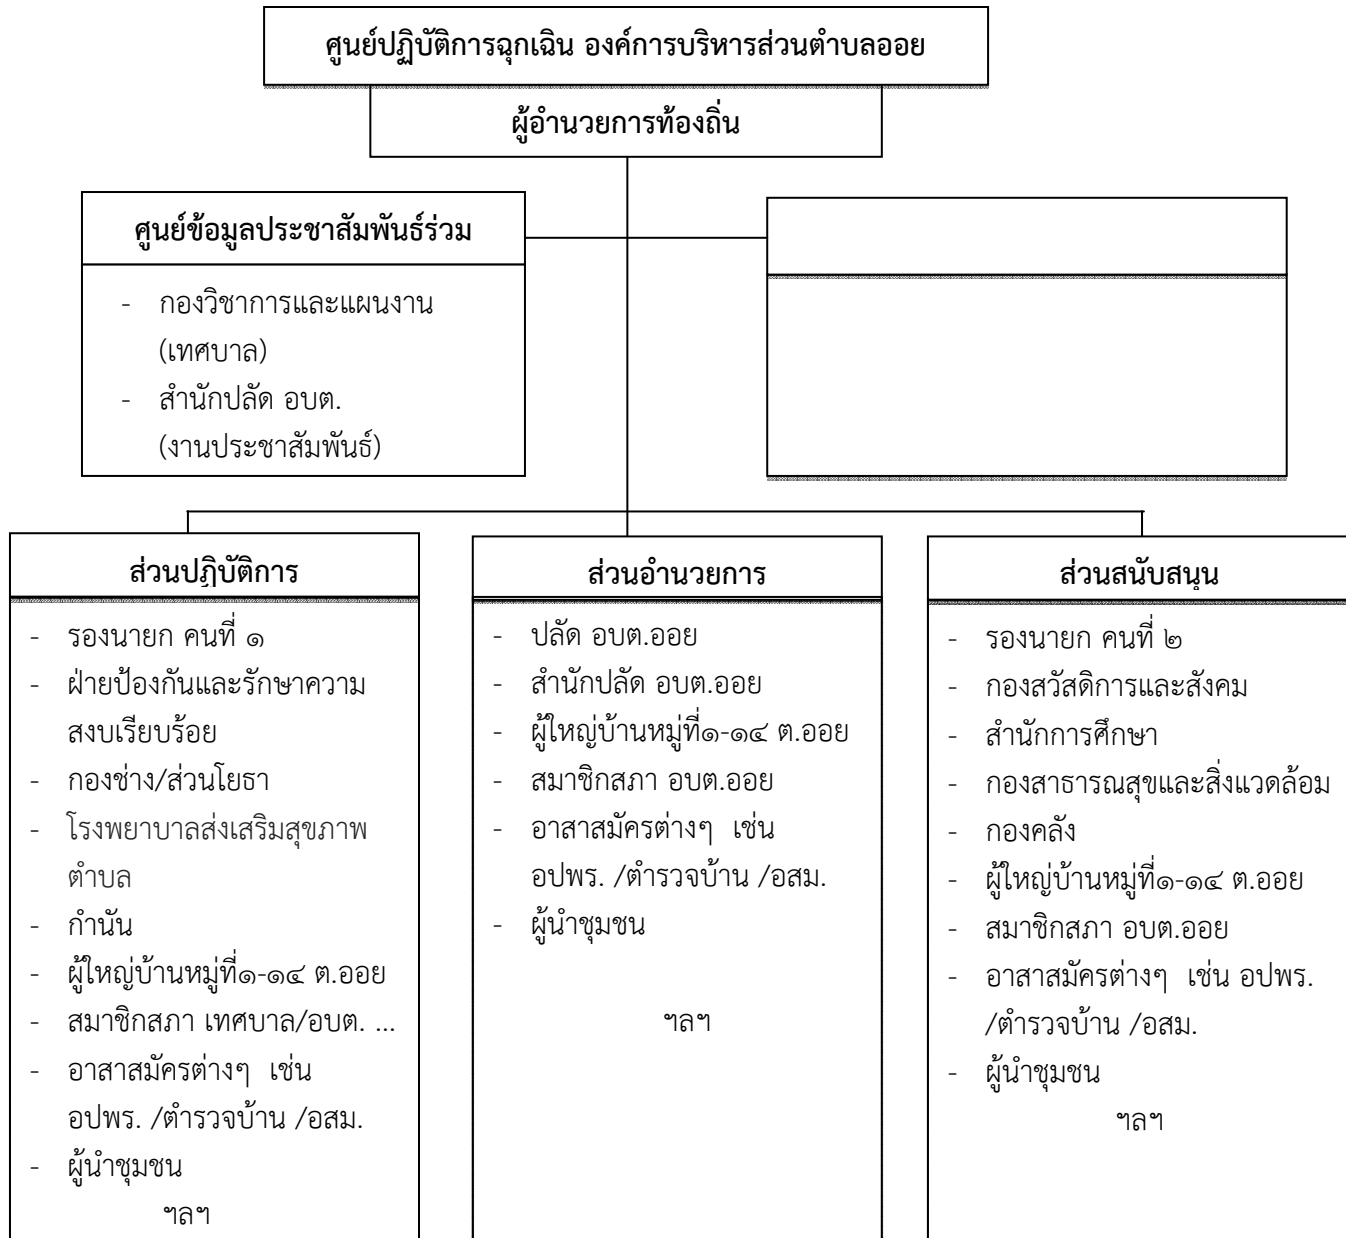 ศูนย์ปฏิบัติการฉุกเฉิน องค์การบริหารส่วนตำบลออย
ผู้อำนวยการท้องถิ่น
ศูนย์ข้อมูลประชาสัมพันธ์ร่วม
- กองวิชาการและแผนงาน
(เทศบาล)
- สำนักปลัด อบต.
(งานประชาสัมพันธ์)
ส่วนปฏิบัติการ
- รองนายก คนที่ ๑
- ฝ่ายป้องกันและรักษาความ
สงบเรียบร้อย
- กองช่าง/ส่วนโยธา
- โรงพยาบาลส่งเสริมสุขภาพ
ตำบล
- กำนัน
- ผู้ใหญ่บ้านหมู่ที่๑-๑๔ ต.ออย
- สมาชิกสภา เทศบาล/อบต. ...
- อาสาสมัครต่างๆ เช่น
อปพร. /ตำรวจบ้าน /อสม.
- ผู้นำชุมชน
ฯลฯ
ส่วนอำนวยการ
- ปลัด อบต.ออย
- สำนักปลัด อบต.ออย
- ผู้ใหญ่บ้านหมู่ที่๑-๑๔ ต.ออย
- สมาชิกสภา อบต.ออย
- อาสาสมัครต่างๆ เช่น
อปพร. /ตำรวจบ้าน /อสม.
- ผู้นำชุมชน
ฯลฯ
ส่วนสนับสนุน
- รองนายก คนที่ ๒
- กองสวัสดิการและสังคม
- สำนักการศึกษา
- กองสาธารณสุขและสิ่งแวดล้อม
- กองคลัง
- ผู้ใหญ่บ้านหมู่ที่๑-๑๔ ต.ออย
- สมาชิกสภา อบต.ออย
- อาสาสมัครต่างๆ เช่น อปพร.
/ตำรวจบ้าน /อสม.
- ผู้นำชุมชน
ฯลฯ